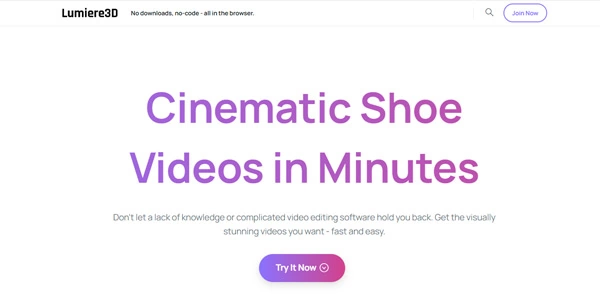 Lumiere3D
No downloads, no-code - all in the browser.
Join Now
Cinematic Shoe
Videos in Minutes
Don't let a lack of knowledge or complicated video editing software hold you back. Get the visually
stunning videos you want - fast and easy.
Try It Now